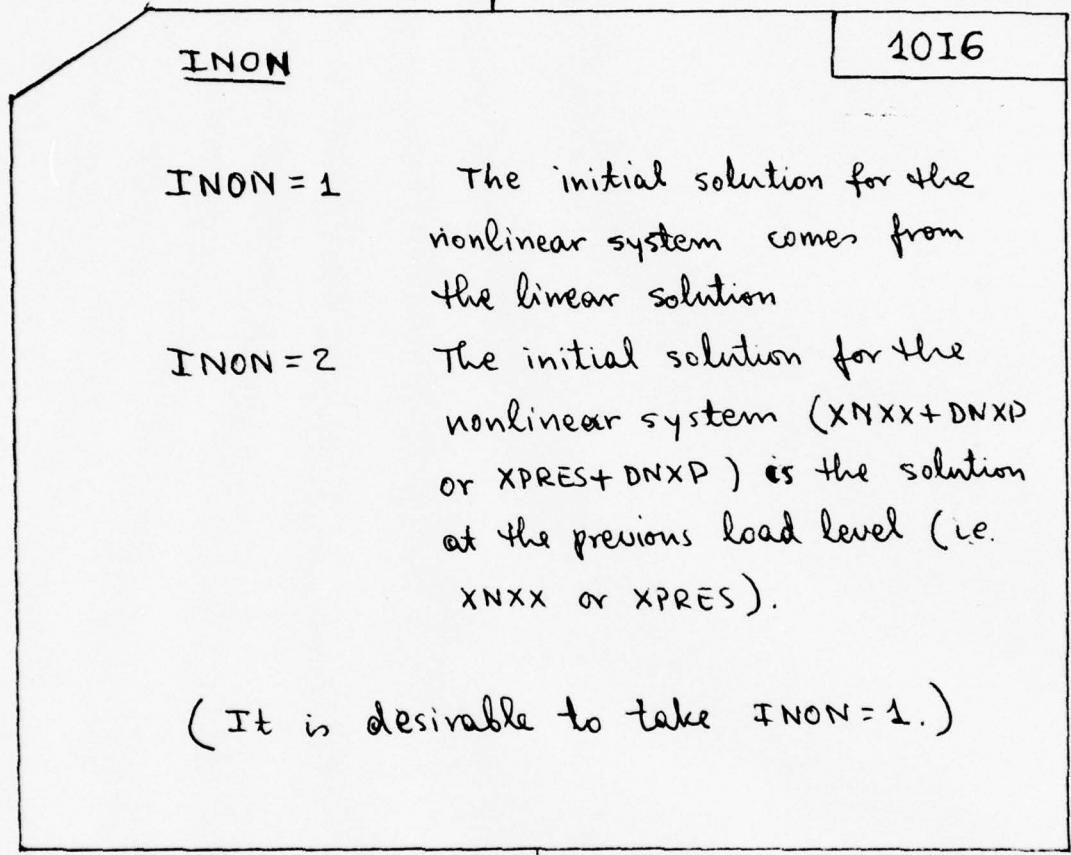 INON
10I6
INON = 1 The initial solution for the
nonlinear system comes from
the linear solution
INON = 2 The initial solution for the
nonlinear system (XNXX + DNXP
or XPRES + DNXP ) is the solution
at the previous load level (i.e.
XNXX or XPRES).
(It is desirable to take INON = 1.)